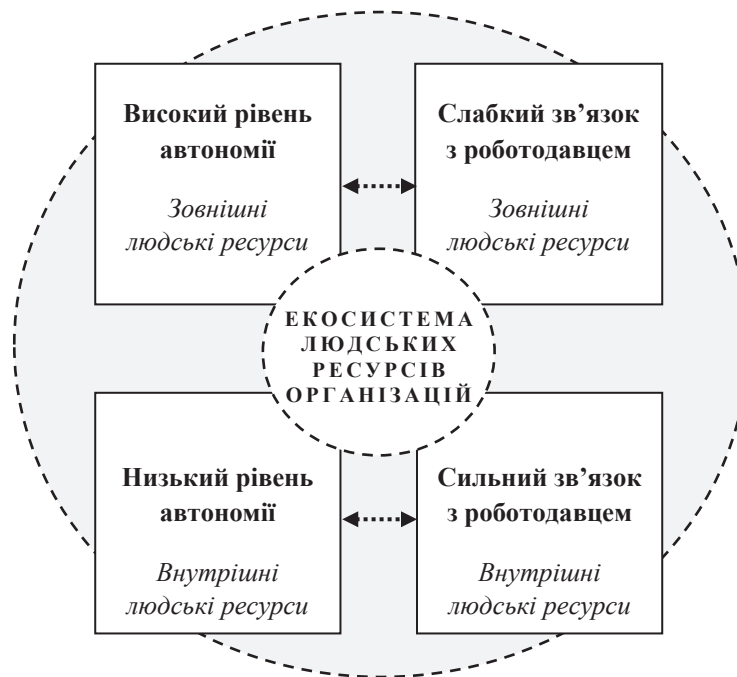 Високий рівень
автономії
Зовнішні
людські ресурси
Слабкий зв’язок
з роботодавцем
Зовнішні
людські ресурси
ЕКОСИСТЕМА
ЛЮДСЬКИХ
РЕСУРСІВ
ОРГАНІЗАЦІЙ
Низький рівень
автономії
Внутрішні
людські ресурси
Сильний зв’язок
з роботодавцем
Внутрішні
людські ресурси